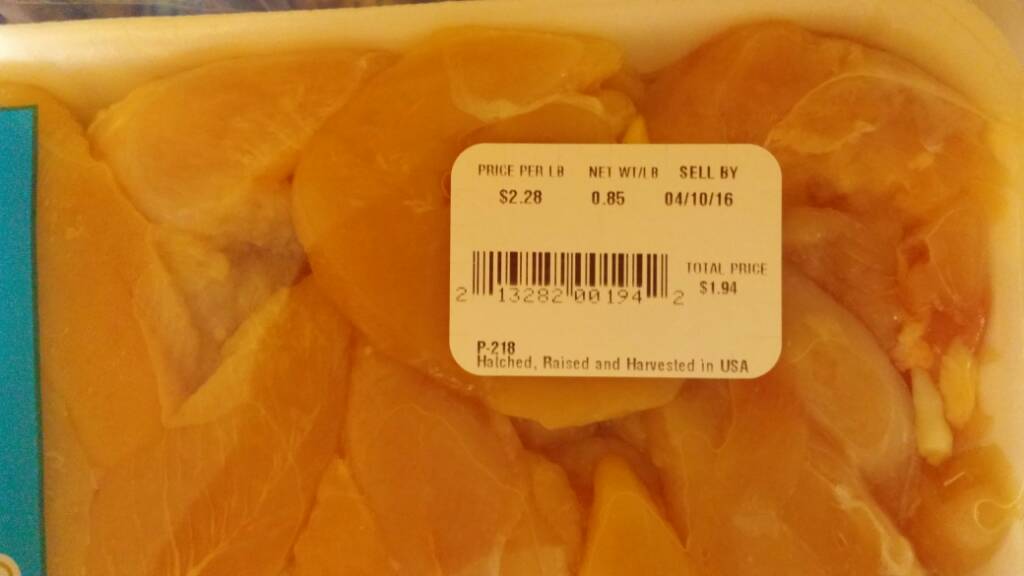 PRICE PER LB NET WT/LB SELL BY
$2.28 0.85 04/10/16
TOTAL PRICE
$1.94
2 13282 00194 2
P-218
Hatched, Raised and Harvested in USA